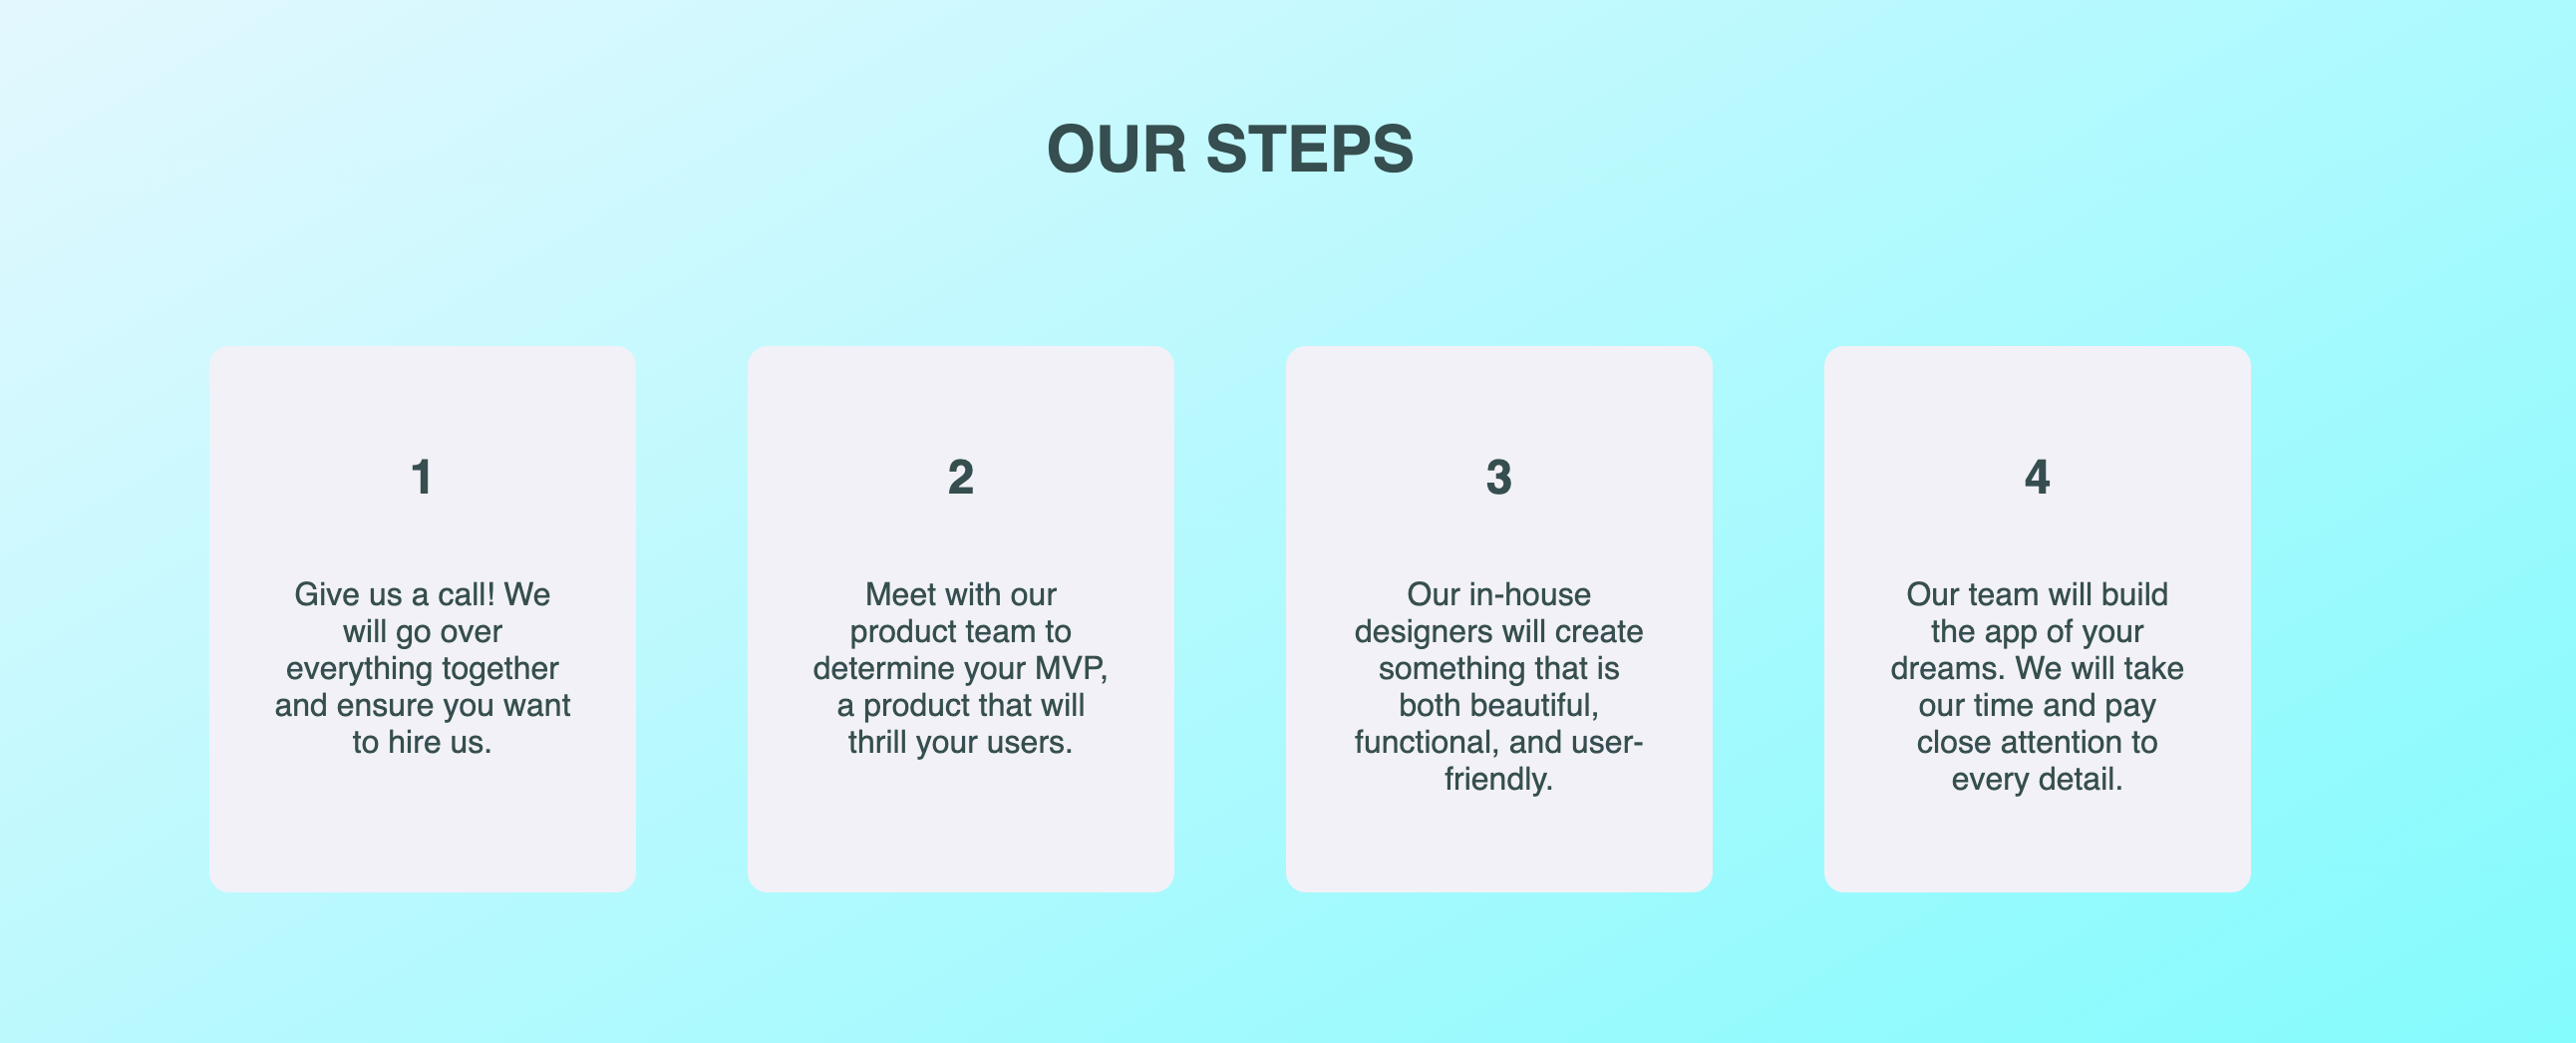 OUR STEPS
1
Give us a call! We
will go over
everything together
and ensure you want
to hire us.
2
Meet with our
product team to
determine your MVP,
a product that will
thrill your users.
3
Our in-house
designers will create
something that is
both beautiful,
functional, and user-
friendly.
4
Our team will build
the app of your
dreams. We will take
our time and pay
close attention to
every detail.